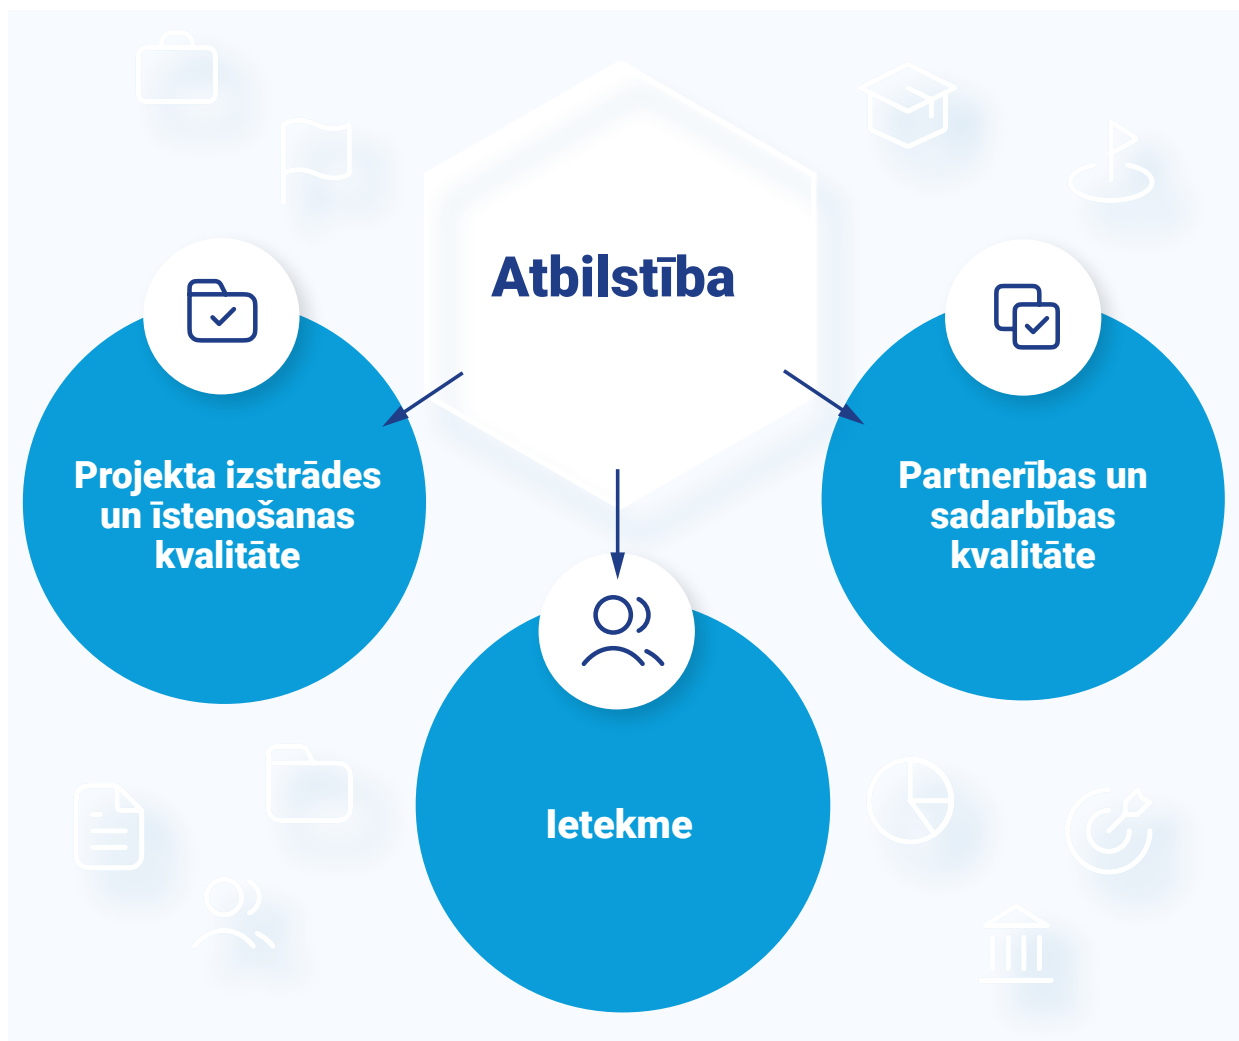 Atbilstība
Projekta izstrādes
un īstenošanas
kvalitāte
Partnerības un
sadarbības
kvalitāte
Ietekme